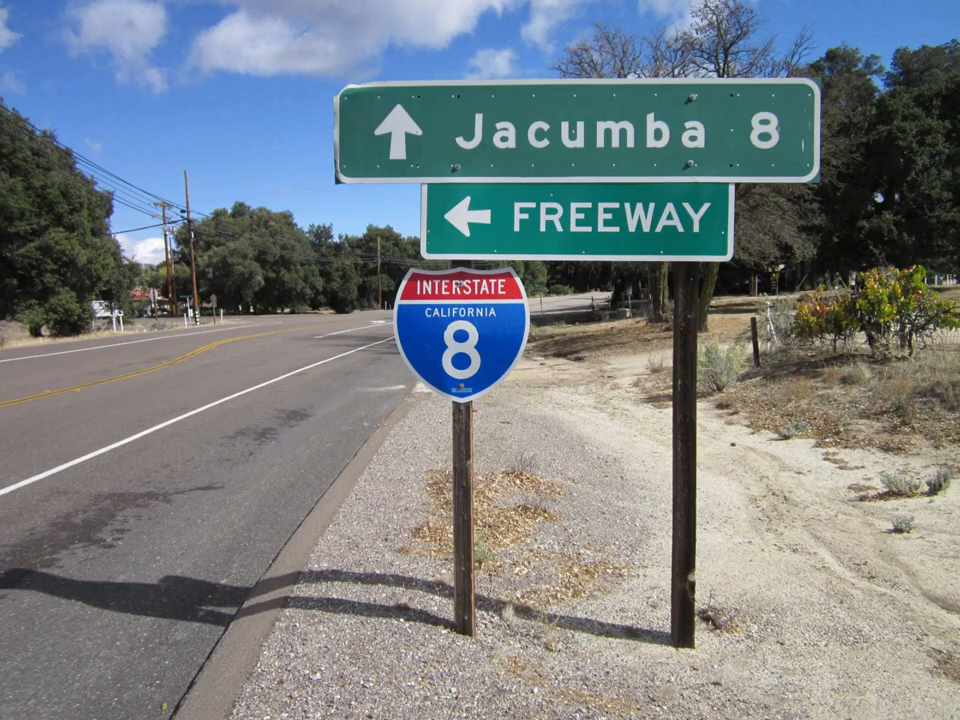 Jacumba 8
FREEWAY
INTERSTATE
CALIFORNIA
8